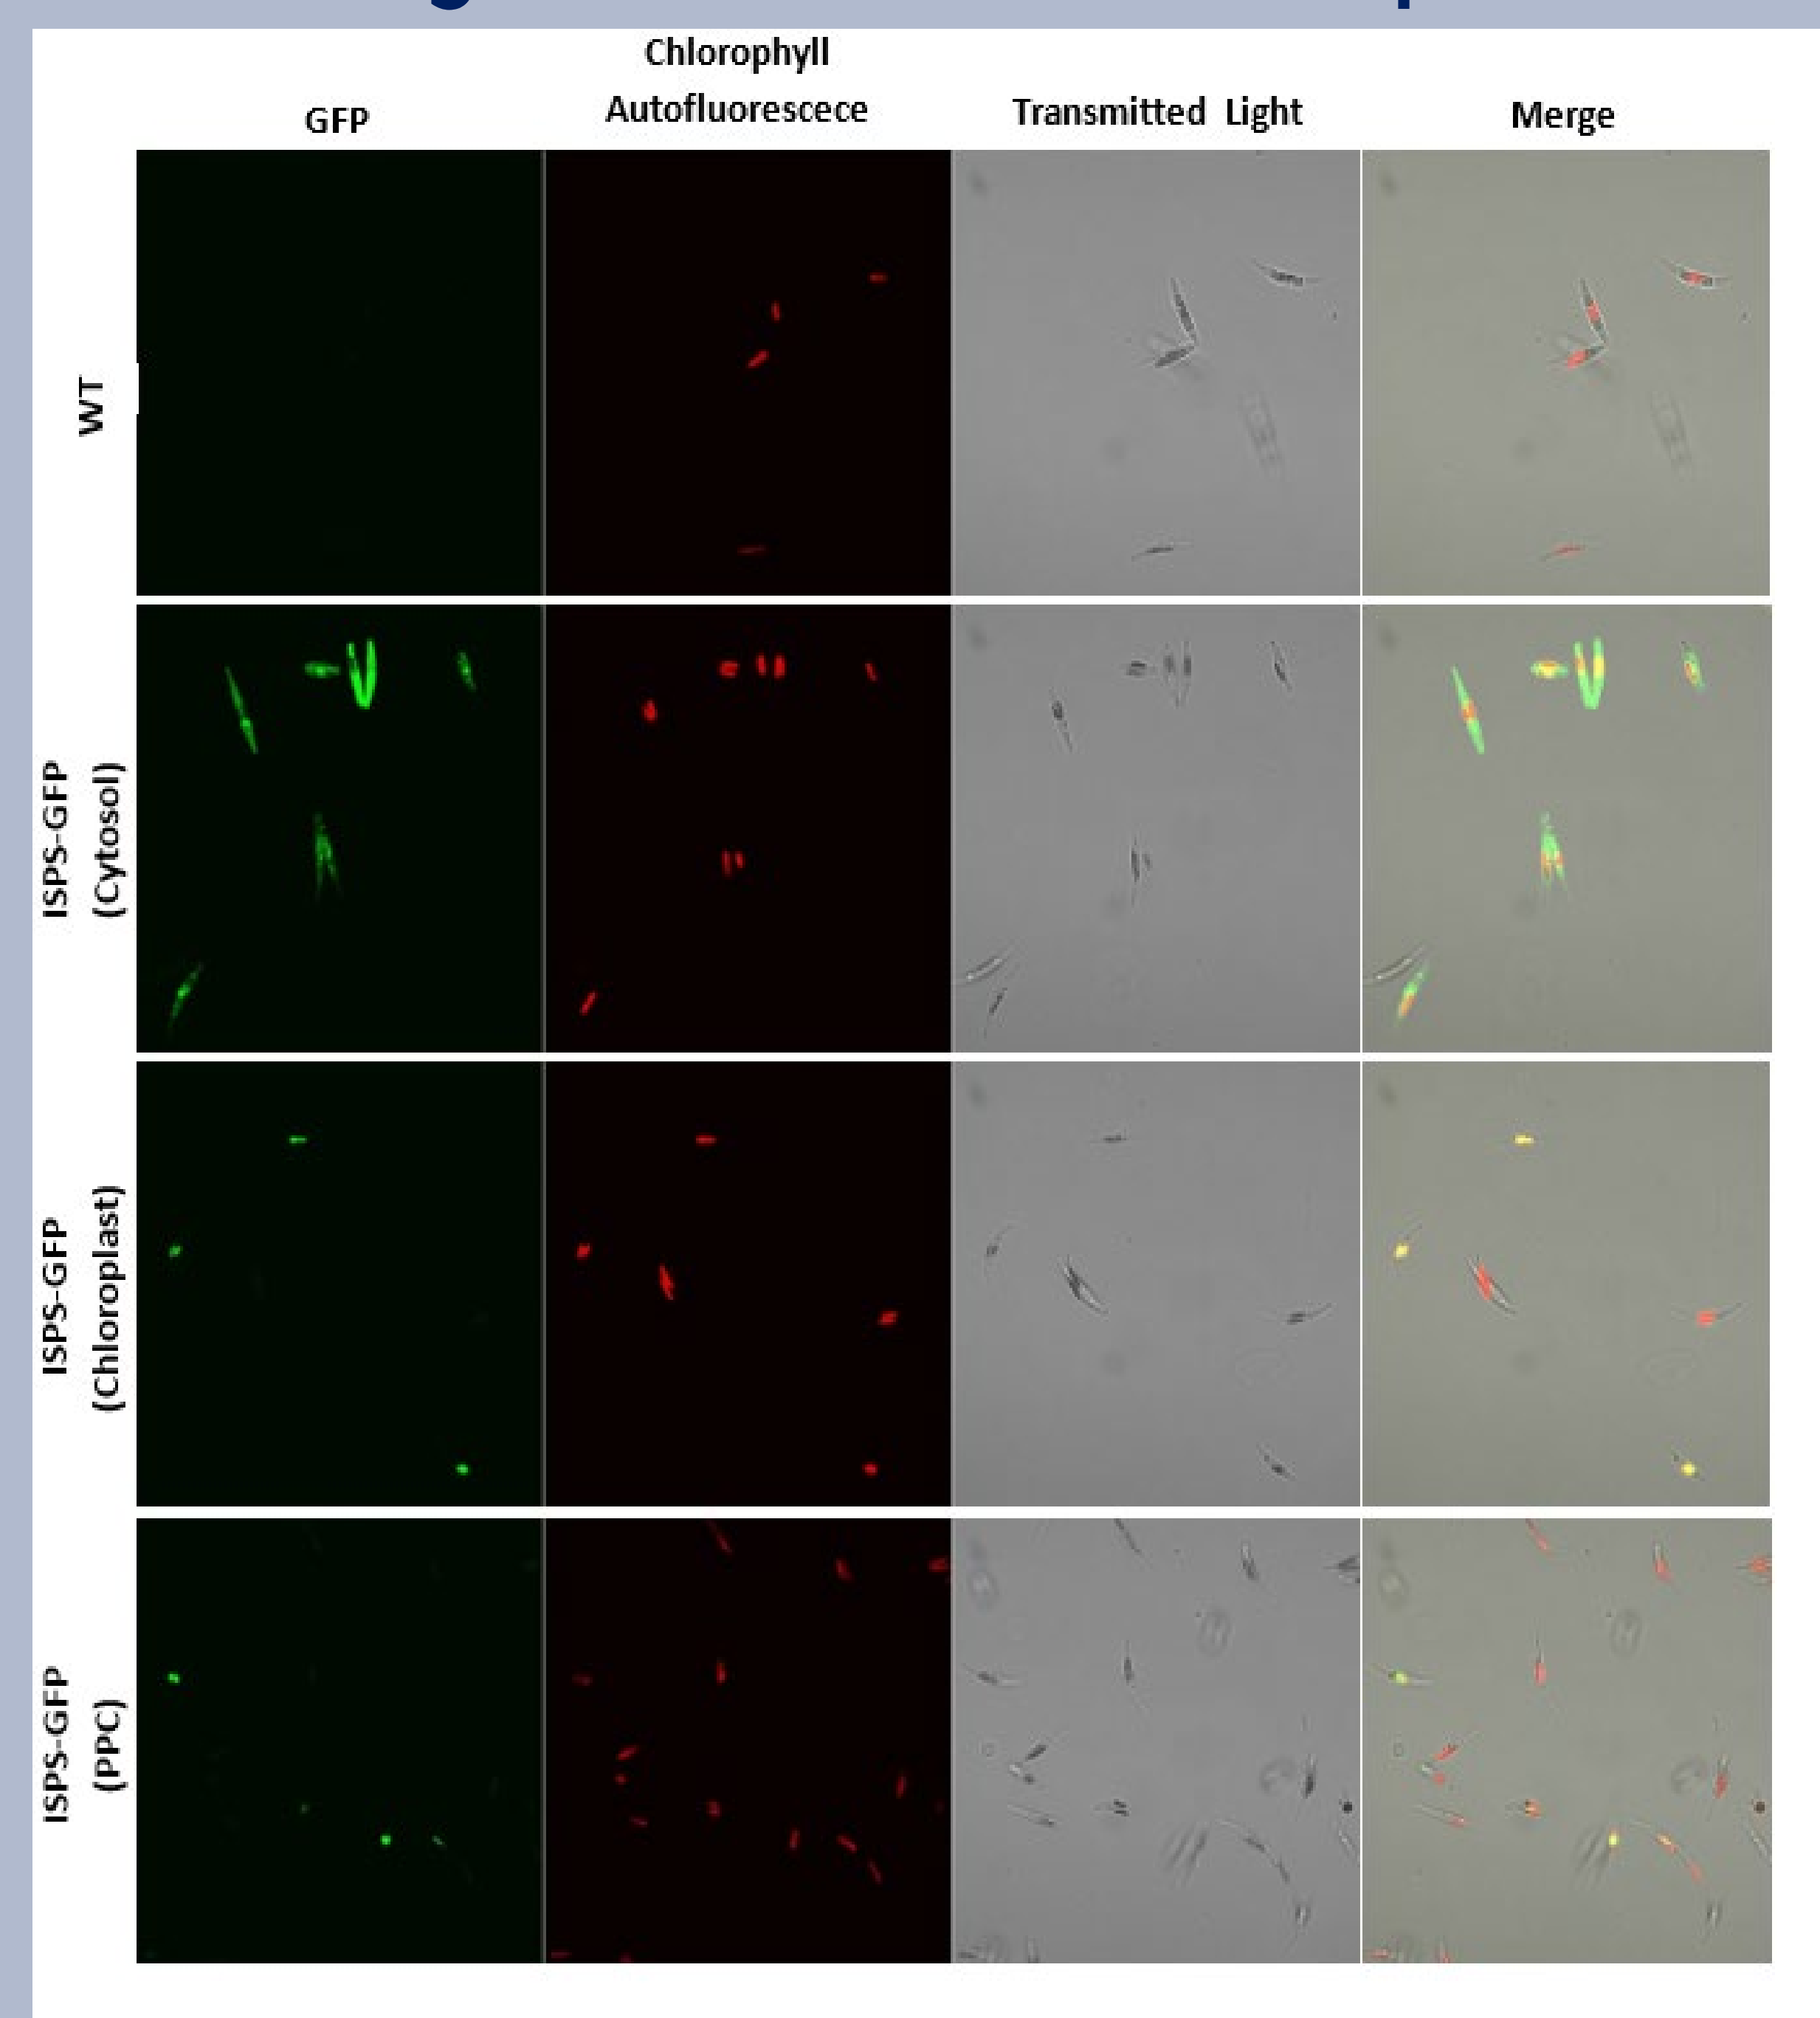 Chlorophyll
GFP Autofluorescece Transmitted Light Merge
WT
ISPS-GFP
(Cytosol)
ISPS-GFP
(Chloroplast)
ISPS-GFP
(PPC)